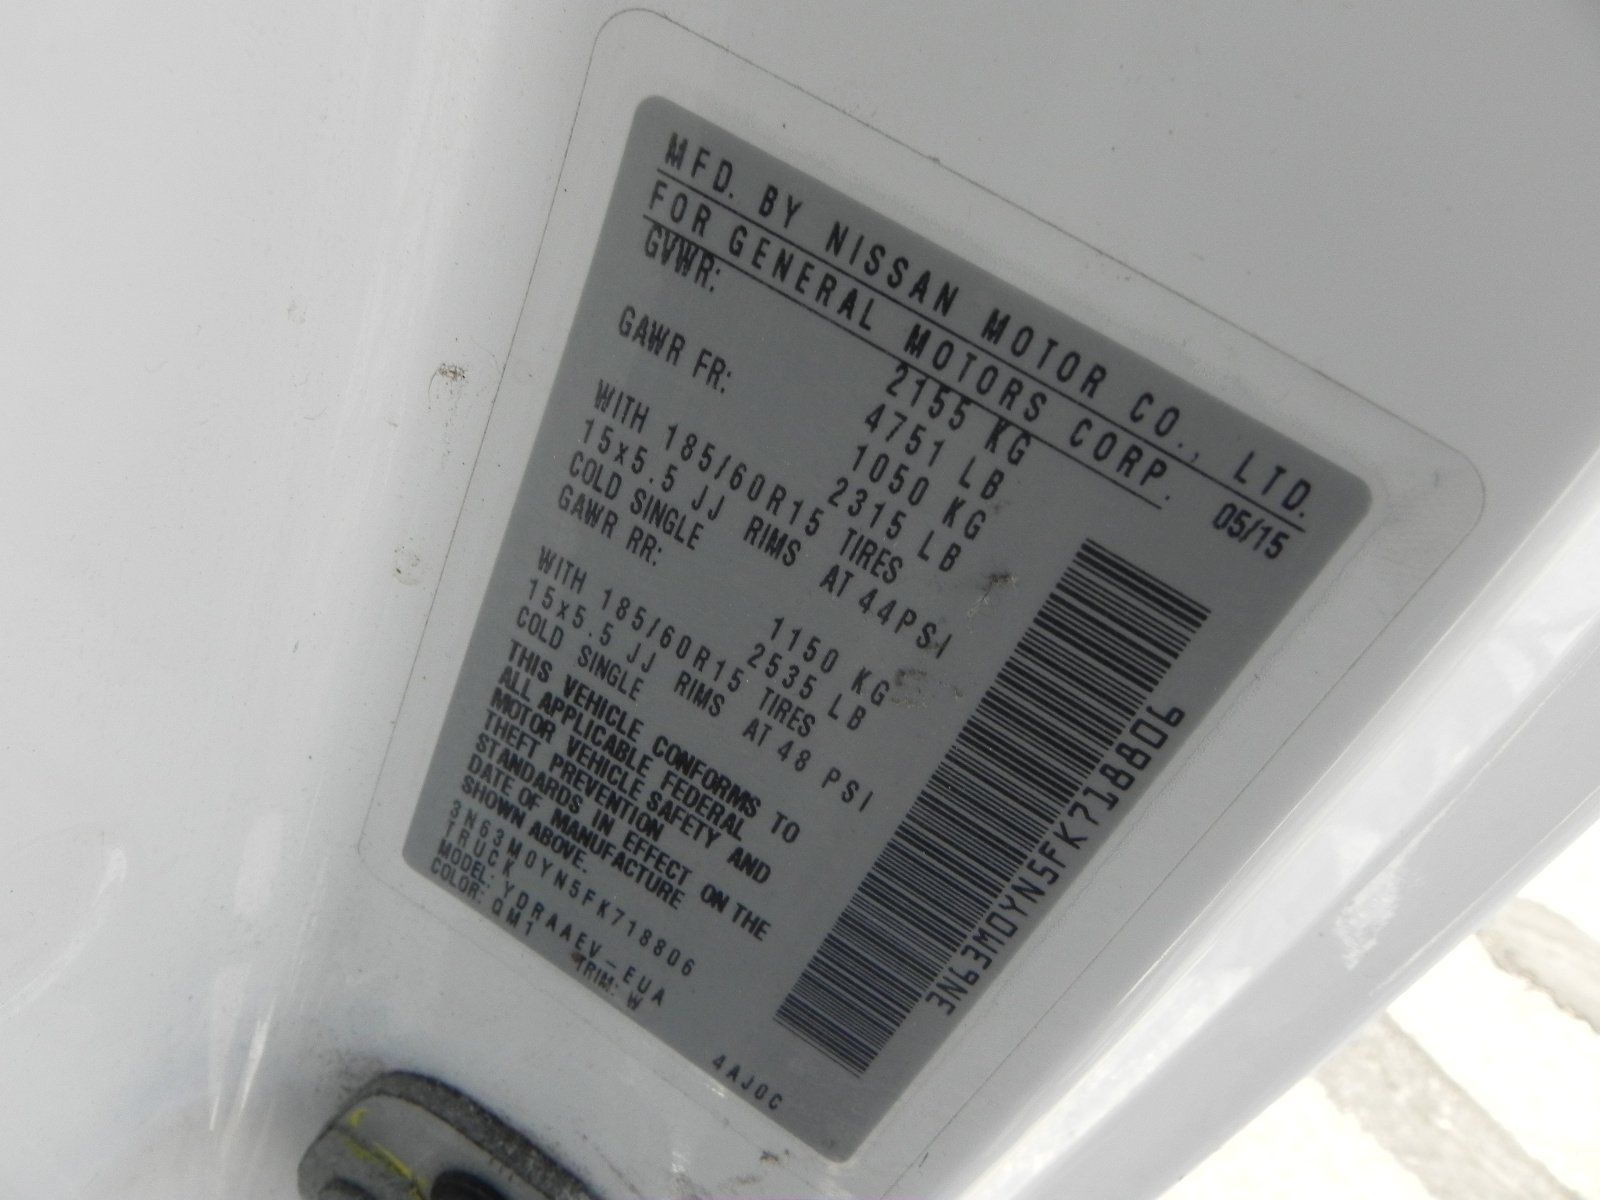 MFD. BY NISSAN MOTOR CO., LTD.
FOR GENERAL MOTORS CORP. 05/15
GVWR: 2155 KG
4751 LB
GAWR FR: 1050 KG
2315 LB
WITH 185/60R15 TIRES
15x5.5 JJ RIMS AT 44PSI
COLD SINGLE
GAWR RR: 1150 KG
2535 LB
WITH 185/60R15 TIRES
15x5.5 JJ RIMS AT 48 PSI
COLD SINGLE
THIS VEHICLE CONFORMS TO
ALL APPLICABLE FEDERAL
MOTOR VEHICLE SAFETY AND
THEFT PREVENTION
STANDARDS IN EFFECT ON THE
DATE OF MANUFACTURE
SHOWN ABOVE.
3N63M0YN5FK718806
TRUCK
MODEL: YDRAAEV-EUA
COLOR: QM1 TRIM: W
4AJ0C
3N63M0YN5FK718806